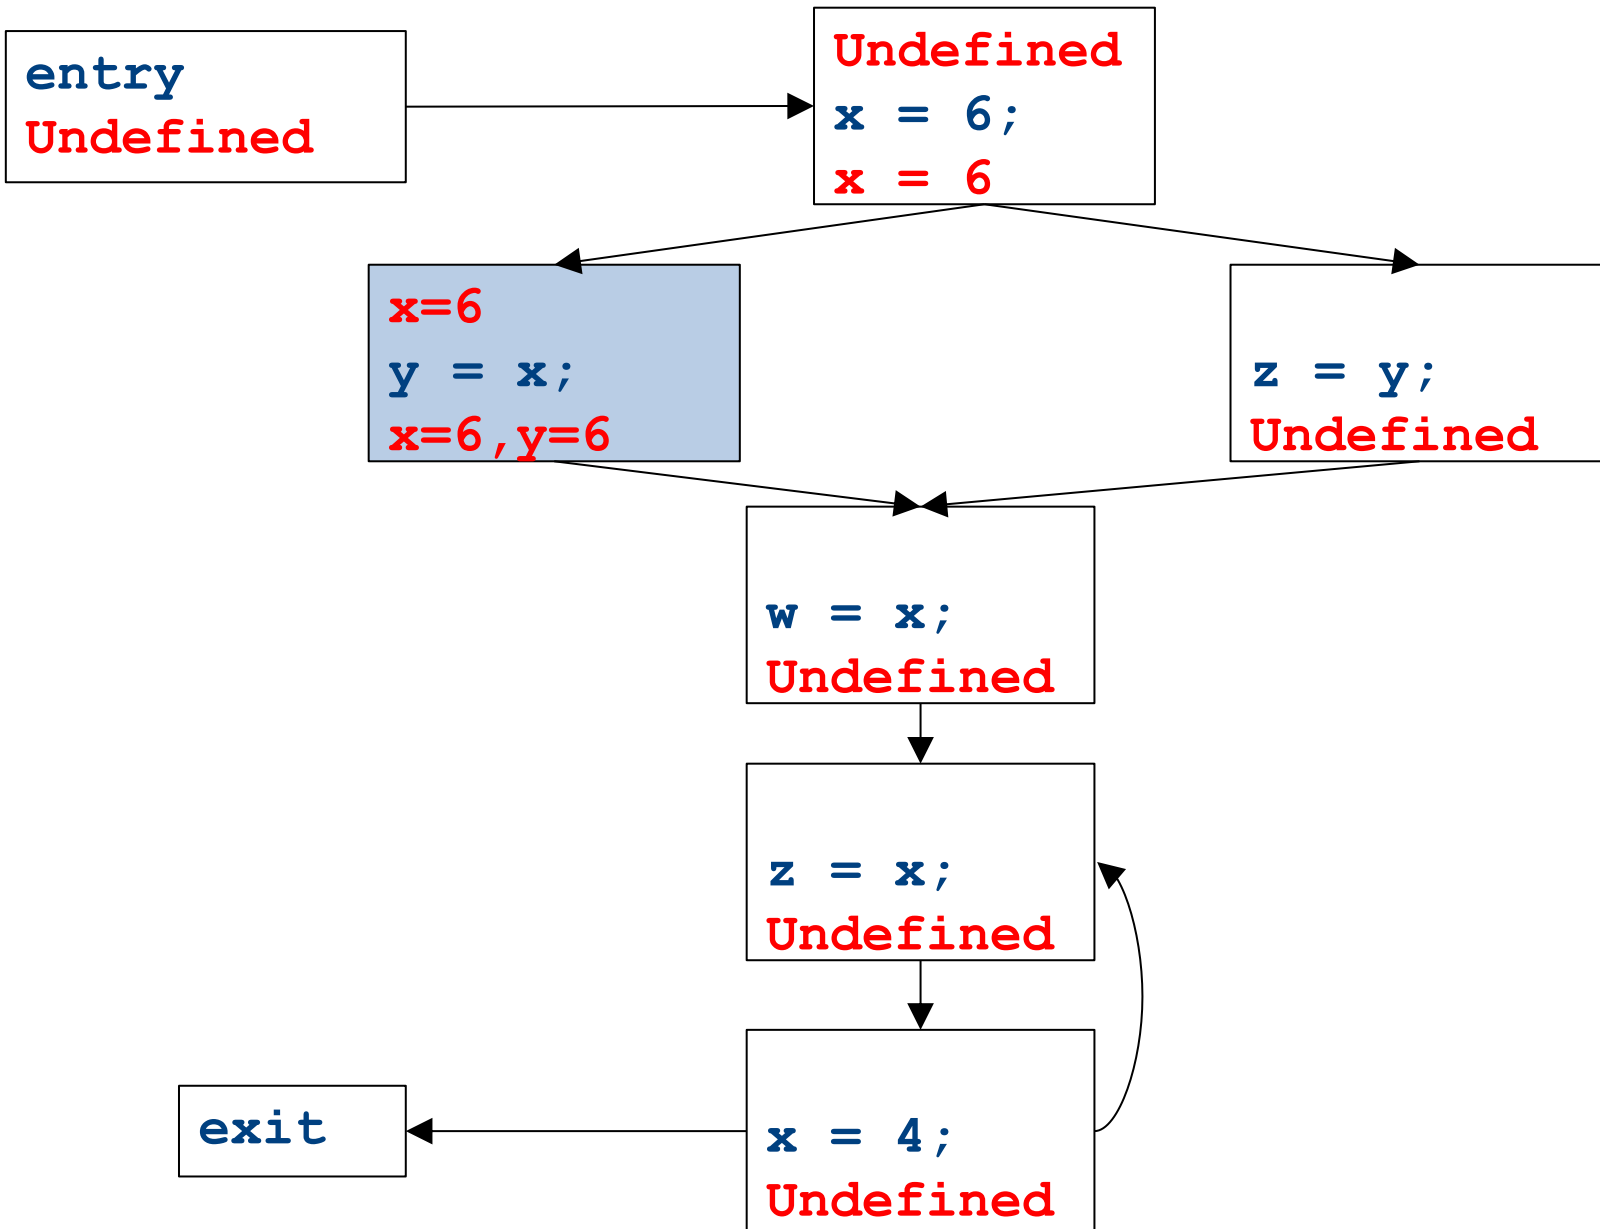 entry
Undefined
Undefined
x = 6;
x = 6
x=6
y = x;
x=6,y=6
z = y;
Undefined
w = x;
Undefined
z = x;
Undefined
exit
x = 4;
Undefined